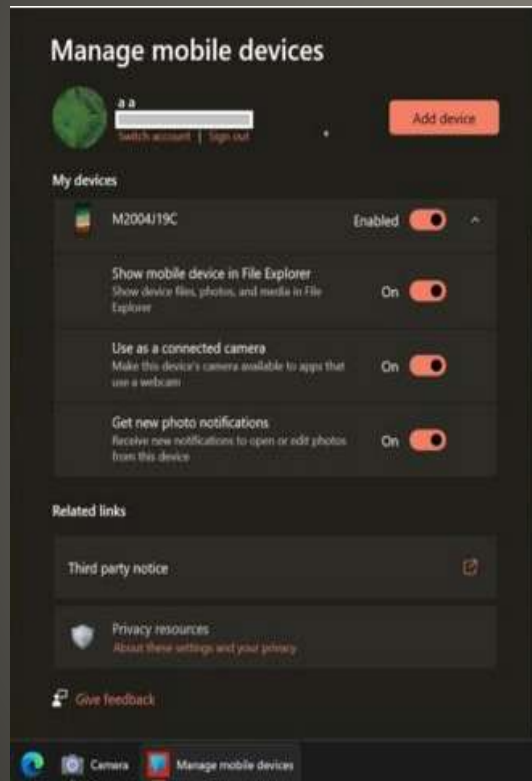 Manage mobile devices
a a
Switch account | Sign out
Add device
My devices
M2004J19C
Enabled
Show mobile device in File Explorer
Show device files, photos, and media in File
Explorer
On
Use as a connected camera
Make this device's camera available to apps that
use a webcam
On
Get new photo notifications
Receive new notifications to open or edit photos
from this device
On
Related links
Third party notice
Privacy resources
About these settings and your privacy
Give feedback
Camera
Manage mobile devices